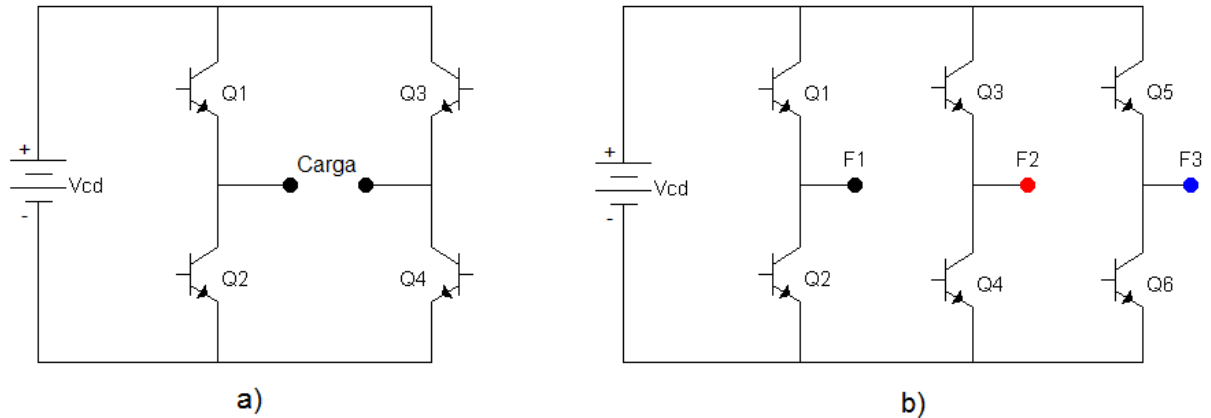 Q1
Q3
+
Carga
Vcd
-
Q2
Q4
a)
Q1
Q3
Q5
+
F1
F2
F3
Vcd
-
Q2
Q4
Q6
b)